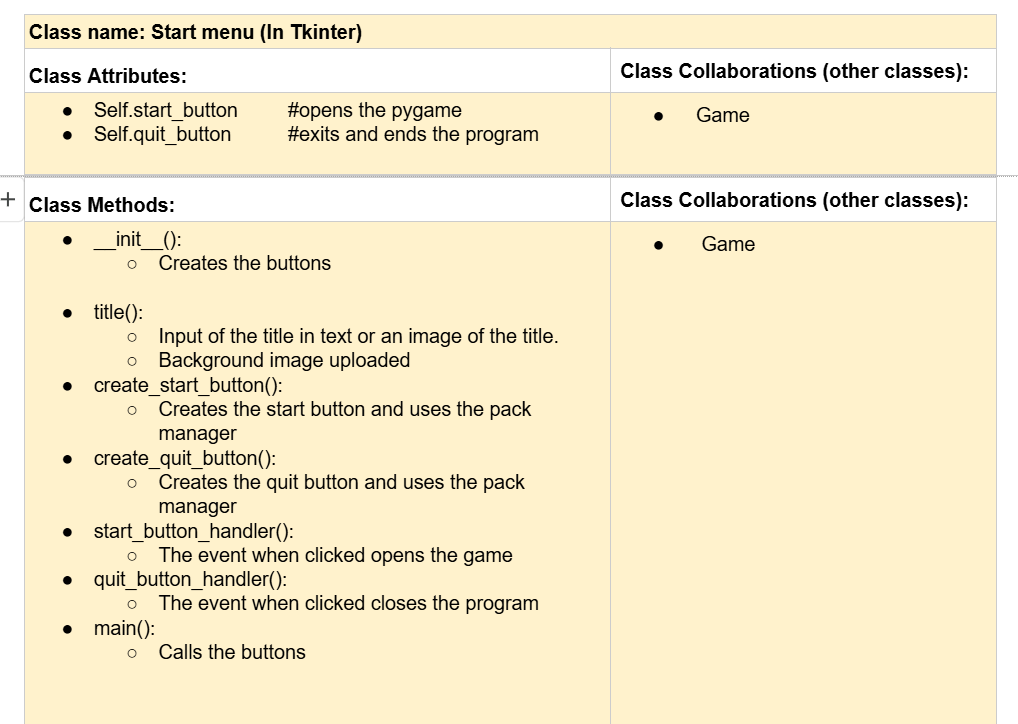 Class name: Start menu (In Tkinter)
Class Attributes:
Class Collaborations (other classes):
● Self.start_button #opens the pygame
● Self.quit_button #exits and ends the program
● Game
+
Class Methods:
Class Collaborations (other classes):
● __init__():
○ Creates the buttons
● title():
○ Input of the title in text or an image of the title.
○ Background image uploaded
● create_start_button():
○ Creates the start button and uses the pack
manager
● create_quit_button():
○ Creates the quit button and uses the pack
manager
● start_button_handler():
○ The event when clicked opens the game
● quit_button_handler():
○ The event when clicked closes the program
● main():
○ Calls the buttons
● Game